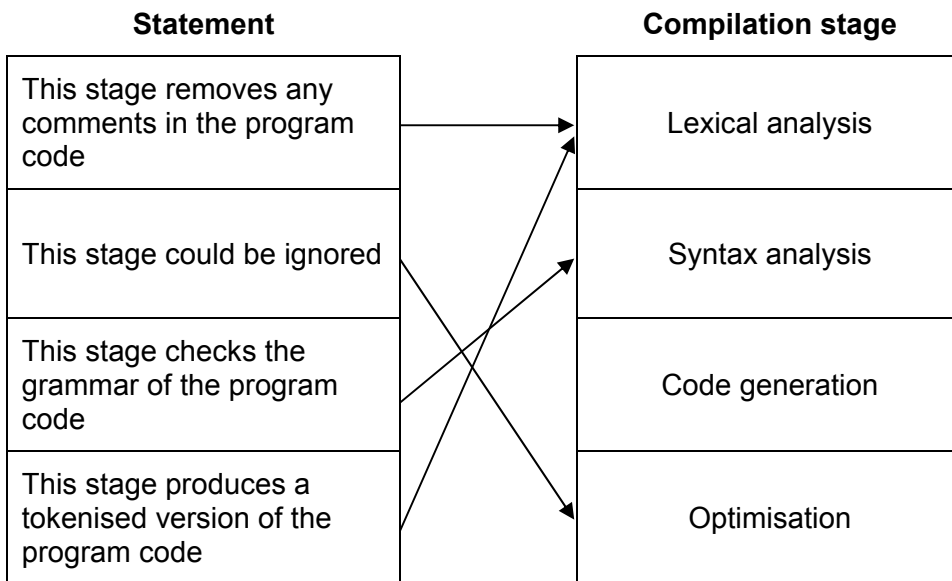 Statement
Compilation stage
This stage removes any
comments in the program
code
Lexical analysis
This stage could be ignored
Syntax analysis
This stage checks the
grammar of the program
code
Code generation
This stage produces a
tokenised version of the
program code
Optimisation